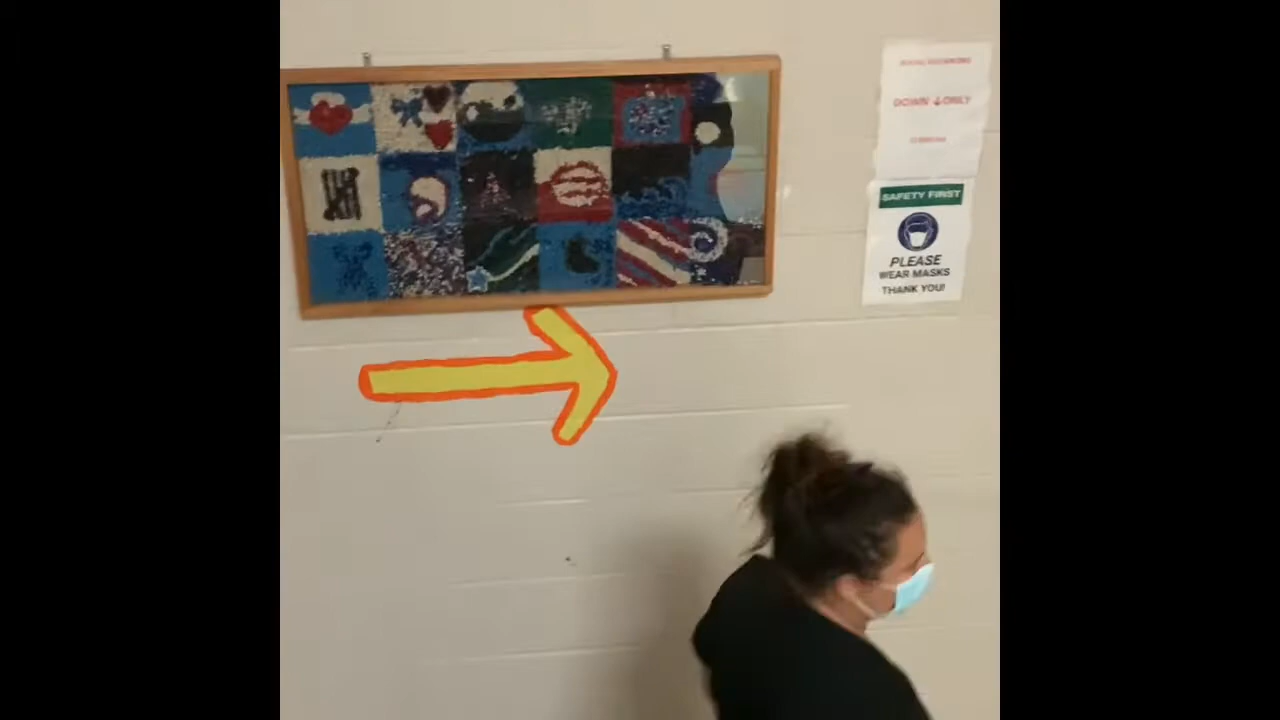 DOWN ↓ ONLY
SAFETY FIRST
PLEASE
WEAR MASKS
THANK YOU!